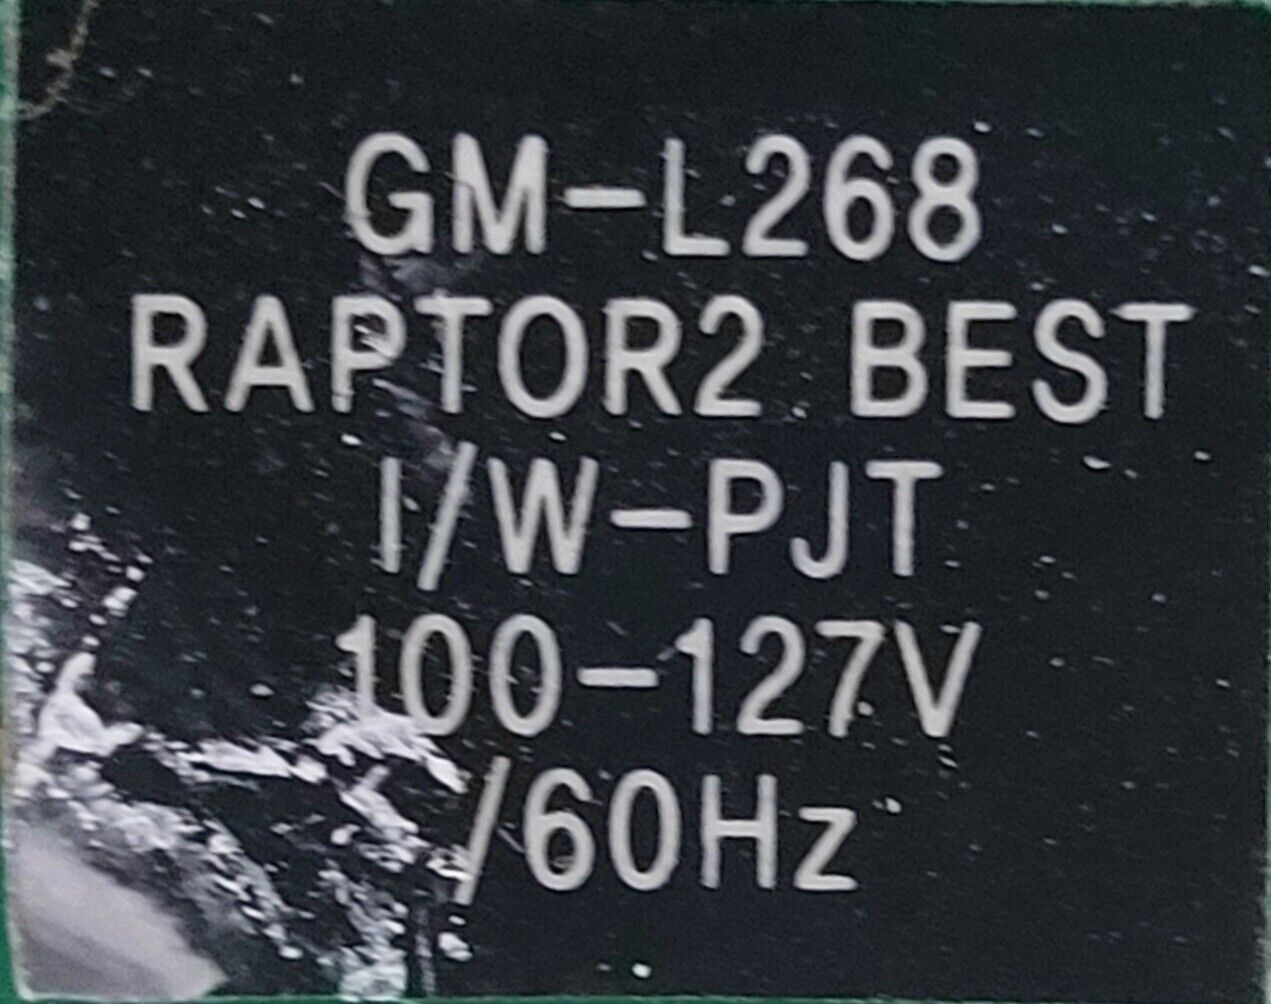 GM-L268
RAPTOR2 BEST
I/W-PJT
100-127V
/60Hz